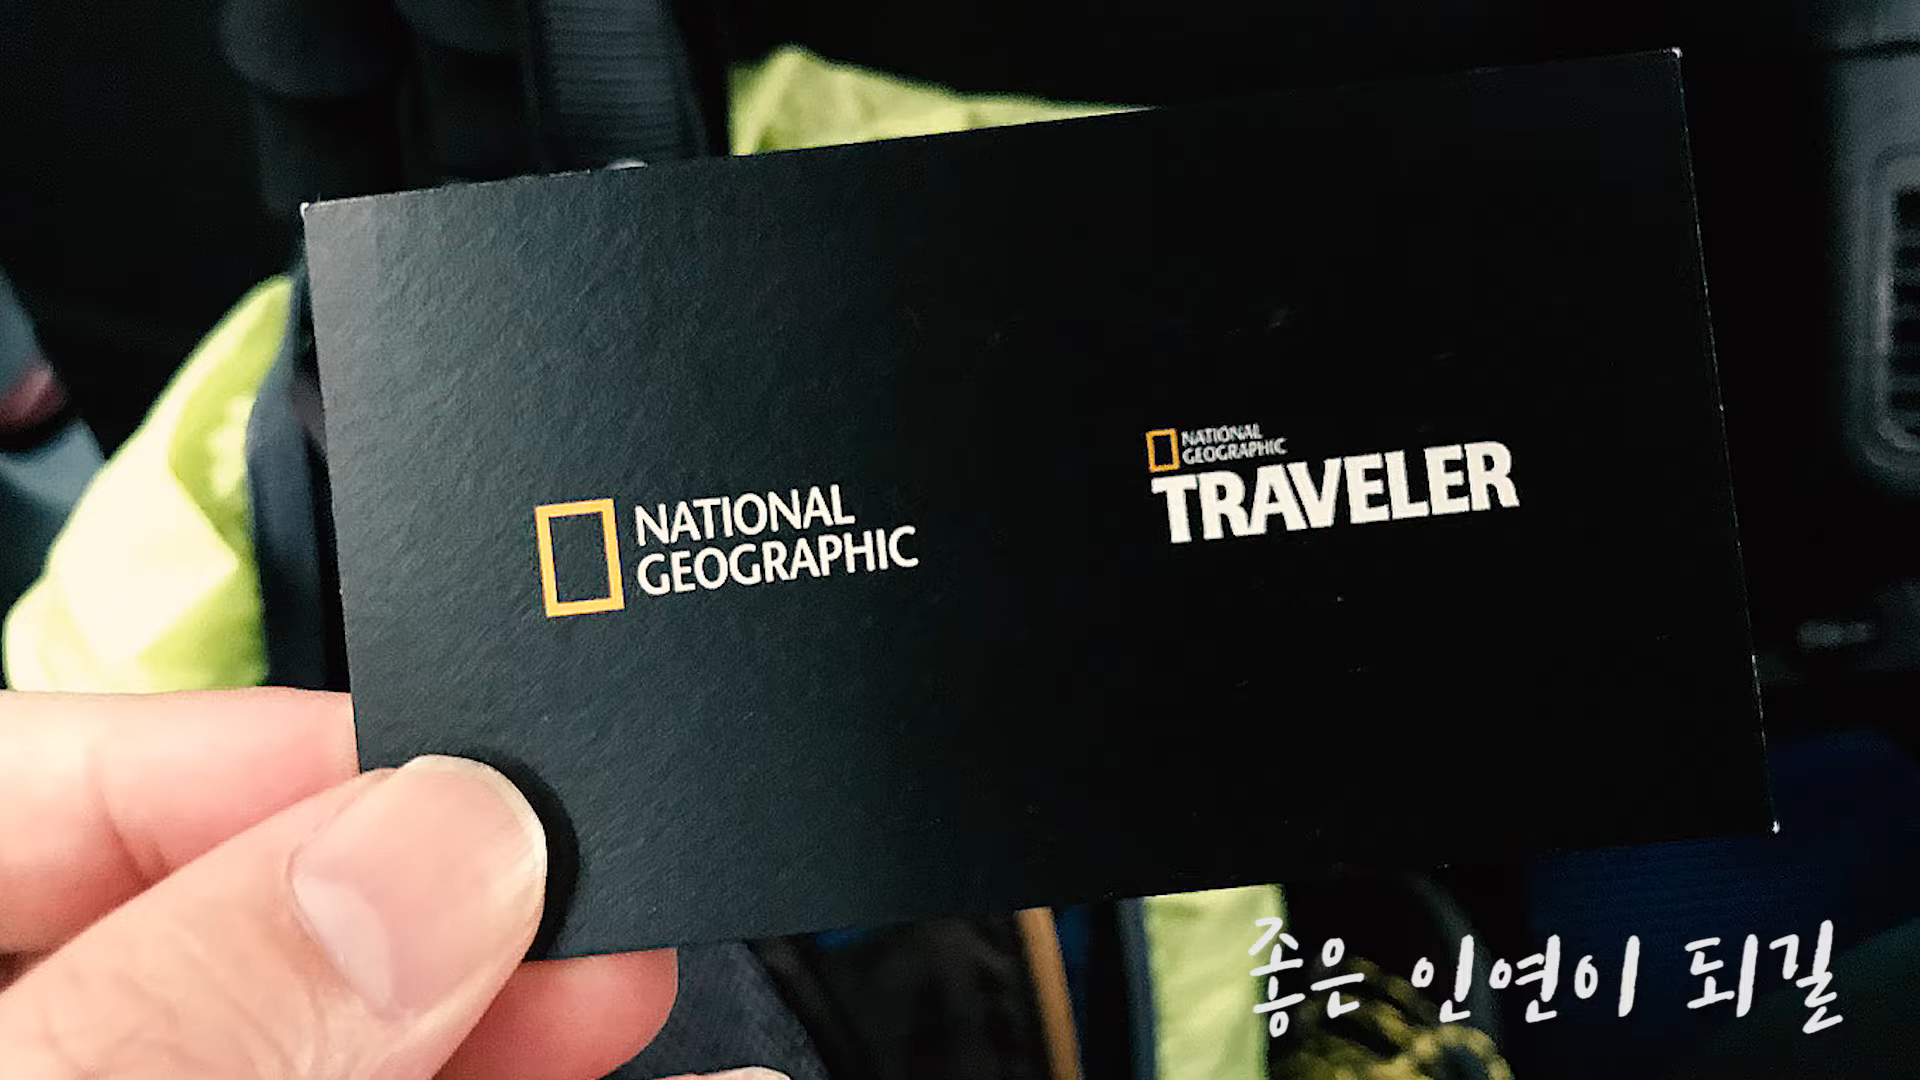 NATIONAL
GEOGRAPHIC
NATIONAL
GEOGRAPHIC
TRAVELER
좋은 인연이 되길